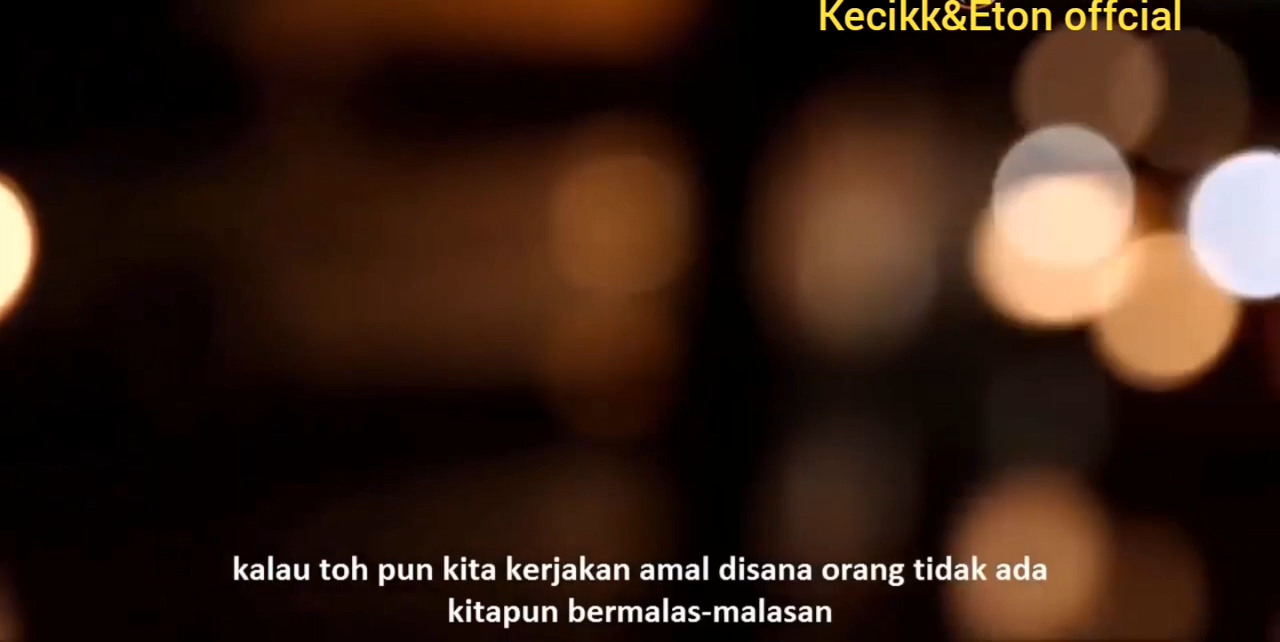 Kecikk&Eton offcial
kalau toh pun kita kerjakan amal disana orang tidak ada
kitapun bermalas-malasan